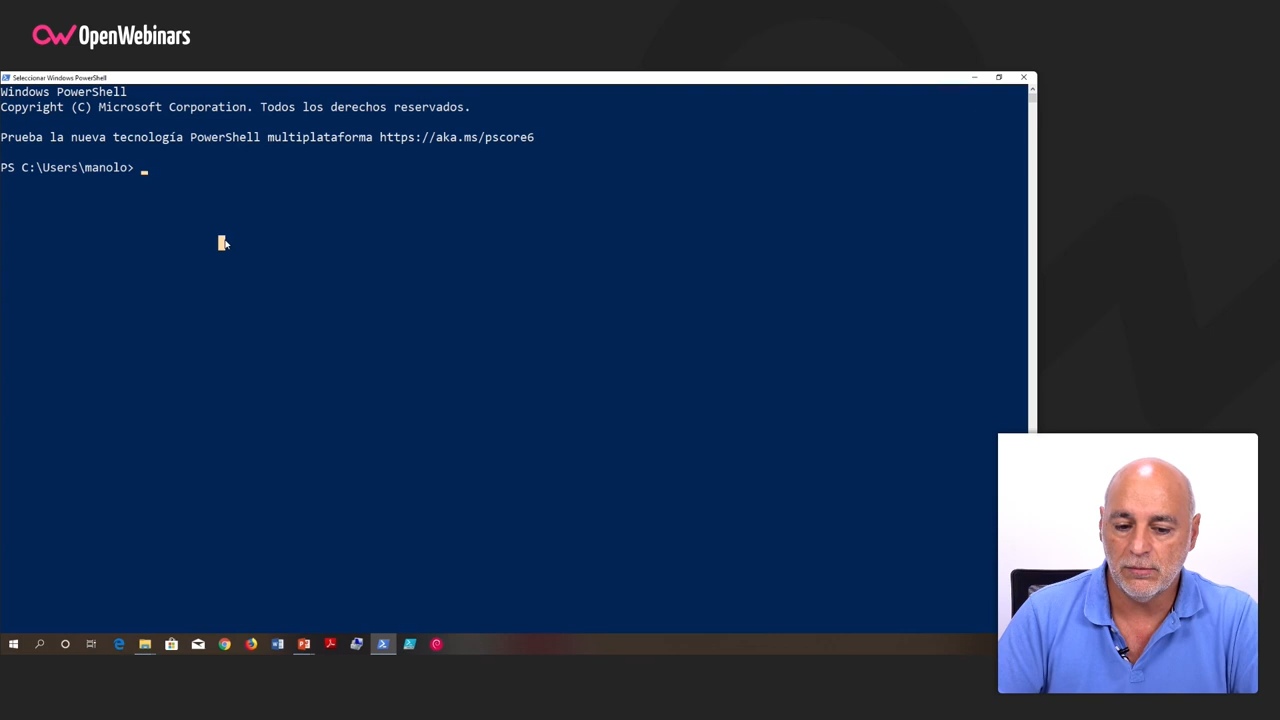 OpenWebinars
Seleccionar Windows PowerShell
Windows PowerShell
Copyright (C) Microsoft Corporation. Todos los derechos reservados.
Prueba la nueva tecnología PowerShell multiplataforma https://aka.ms/pscore6
PS C:\Users\manolo>